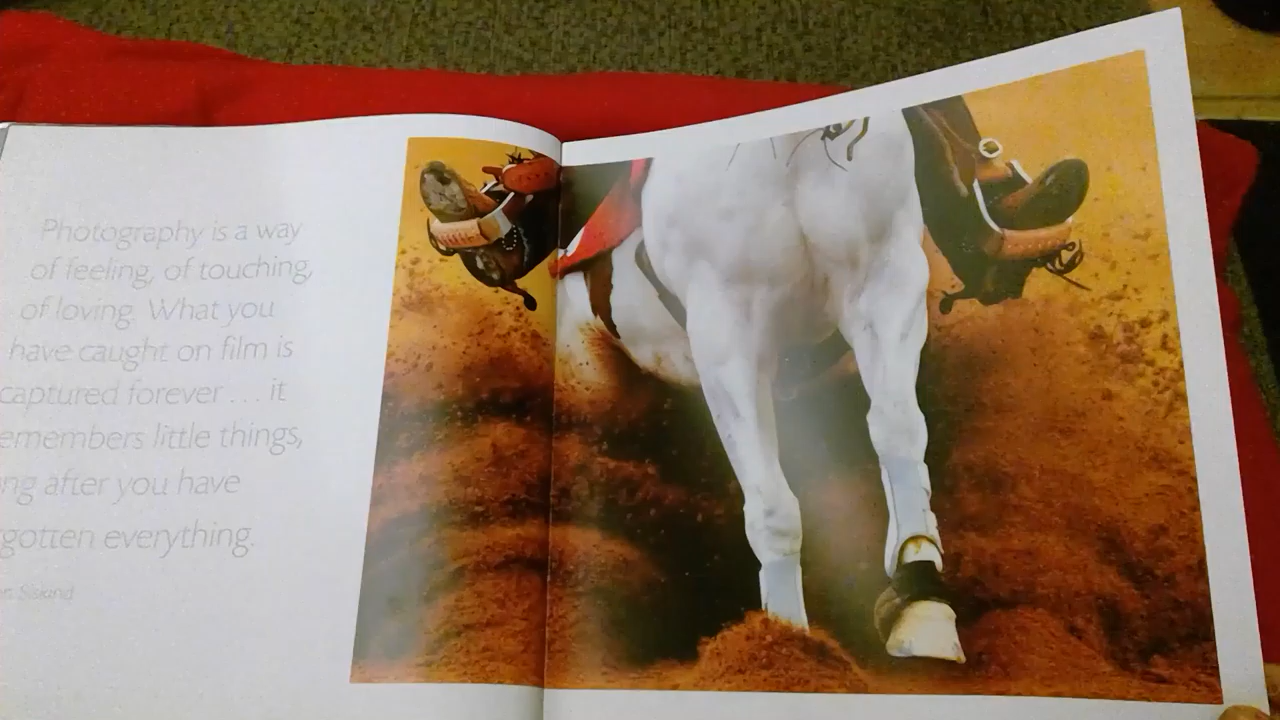 Photography is a way
of feeling, of touching,
of loving. What you
have caught on film is
captured forever . . . it
emembers little things,
ng after you have
gotten everything.
n Siskind